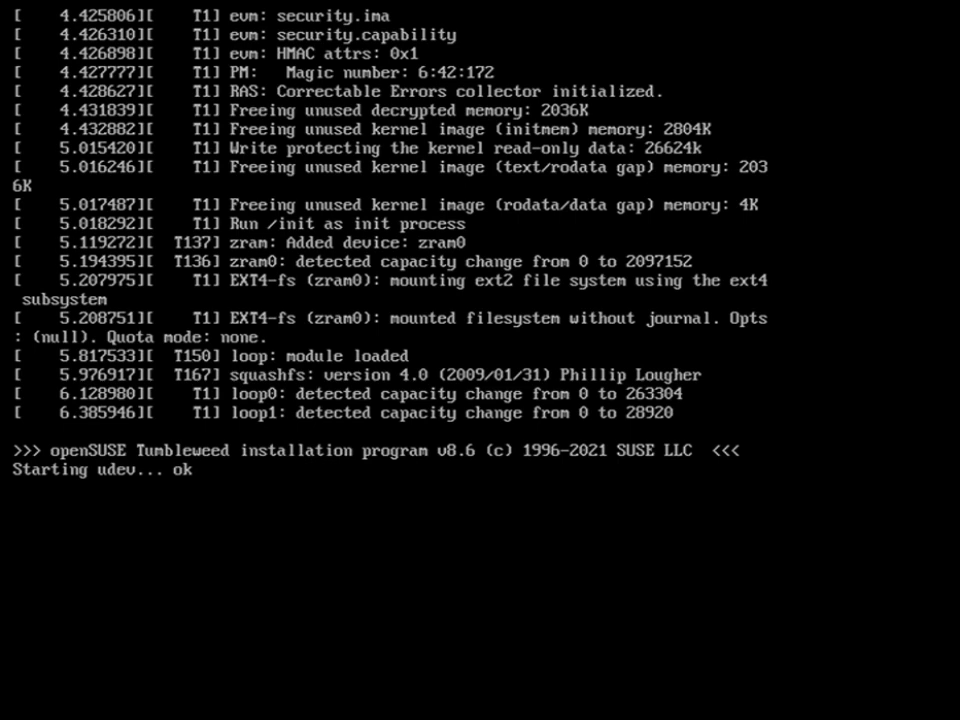 [    4.425806][    T1] evm: security.ima
[    4.426310][    T1] evm: security.capability
[    4.426898][    T1] evm: HMAC attrs: 0x1
[    4.427777][    T1] PM:   Magic number: 6:42:172
[    4.428627][    T1] RAS: Correctable Errors collector initialized.
[    4.431839][    T1] Freeing unused decrypted memory: 2036K
[    4.432882][    T1] Freeing unused kernel image (initmem) memory: 2804K
[    5.015420][    T1] Write protecting the kernel read-only data: 26624k
[    5.016246][    T1] Freeing unused kernel image (text/rodata gap) memory: 203
6K
[    5.017487][    T1] Freeing unused kernel image (rodata/data gap) memory: 4K
[    5.018292][    T1] Run /init as init process
[    5.119272][  T137] zram: Added device: zram0
[    5.194395][  T136] zram0: detected capacity change from 0 to 2097152
[    5.207975][    T1] EXT4-fs (zram0): mounting ext2 file system using the ext4
 subsystem
[    5.208751][    T1] EXT4-fs (zram0): mounted filesystem without journal. Opts
: (null). Quota mode: none.
[    5.817533][  T150] loop: module loaded
[    5.976917][  T167] squashfs: version 4.0 (2009/01/31) Phillip Lougher
[    6.128980][    T1] loop0: detected capacity change from 0 to 263304
[    6.385946][    T1] loop1: detected capacity change from 0 to 28920
>>> openSUSE Tumbleweed installation program v8.6 (c) 1996-2021 SUSE LLC  <<<
Starting udev... ok